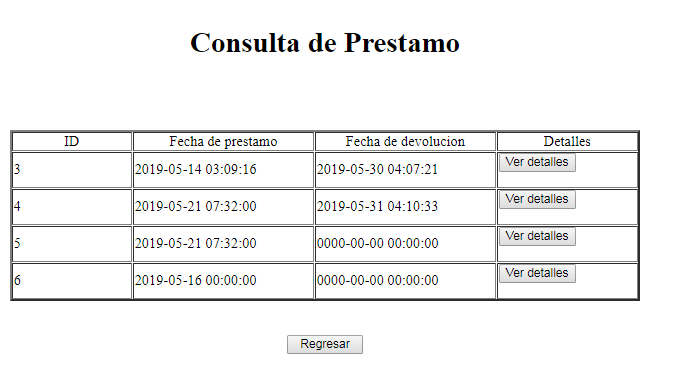 Consulta de Prestamo
ID Fecha de prestamo Fecha de devolucion Detalles
3 2019-05-14 03:09:16 2019-05-30 04:07:21 Ver detalles
4 2019-05-21 07:32:00 2019-05-31 04:10:33 Ver detalles
5 2019-05-21 07:32:00 0000-00-00 00:00:00 Ver detalles
6 2019-05-16 00:00:00 0000-00-00 00:00:00 Ver detalles
Regresar